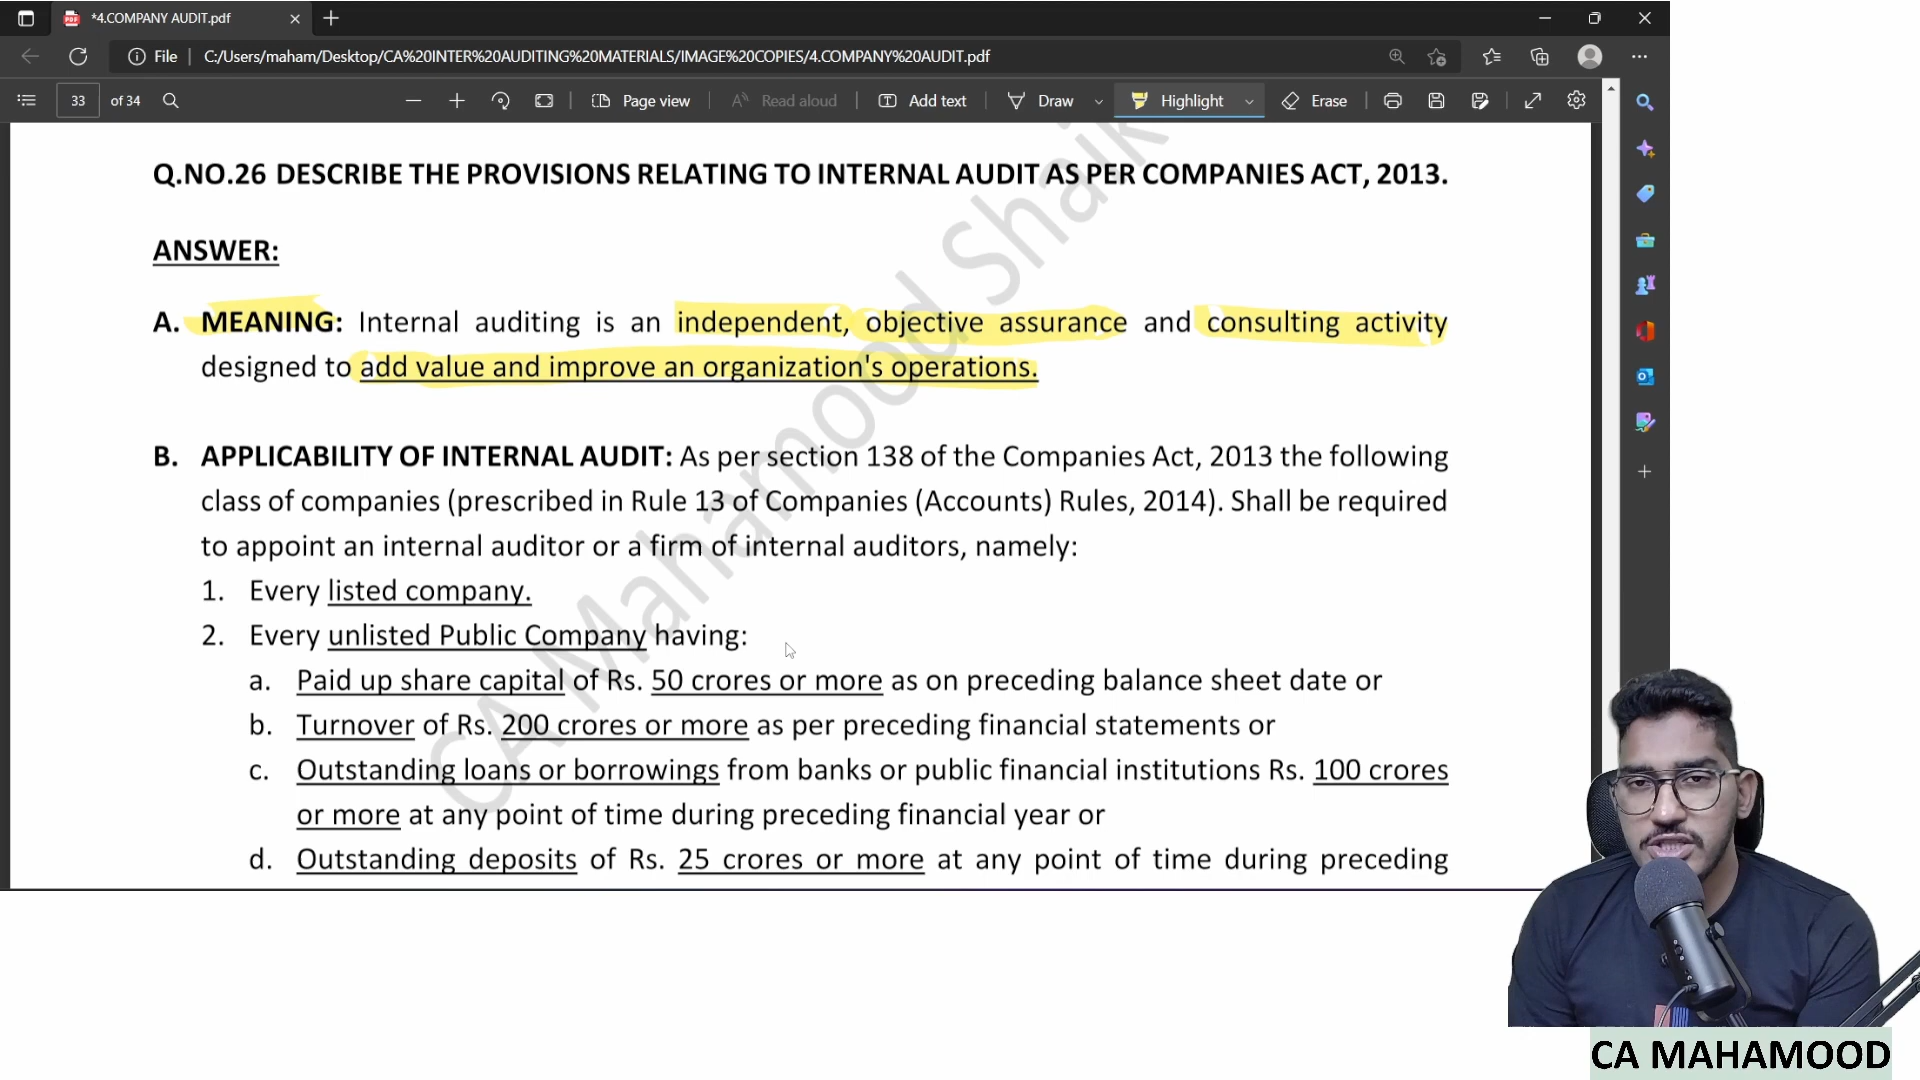 *4.COMPANY AUDIT.pdf
File
C:/Users/maham/Desktop/CA%20INTER%20AUDITING%20MATERIALS/IMAGE%20COPIES/4.COMPANY%20AUDIT.pdf
33 of 34
Page view
Read aloud
Add text
Draw
Highlight
Erase
Q.NO.26 DESCRIBE THE PROVISIONS RELATING TO INTERNAL AUDIT AS PER COMPANIES ACT, 2013.
ANSWER:
A. MEANING: Internal auditing is an independent, objective assurance and consulting activity
designed to add value and improve an organization's operations.
B. APPLICABILITY OF INTERNAL AUDIT: As per section 138 of the Companies Act, 2013 the following
class of companies (prescribed in Rule 13 of Companies (Accounts) Rules, 2014). Shall be required
to appoint an internal auditor or a firm of internal auditors, namely:
1. Every listed company.
2. Every unlisted Public Company having:
a. Paid up share capital of Rs. 50 crores or more as on preceding balance sheet date or
b. Turnover of Rs. 200 crores or more as per preceding financial statements or
c. Outstanding loans or borrowings from banks or public financial institutions Rs. 100 crores
or more at any point of time during preceding financial year or
d. Outstanding deposits of Rs. 25 crores or more at any point of time during preceding
CA Mahamood Shaik
CA MAHAMOOD